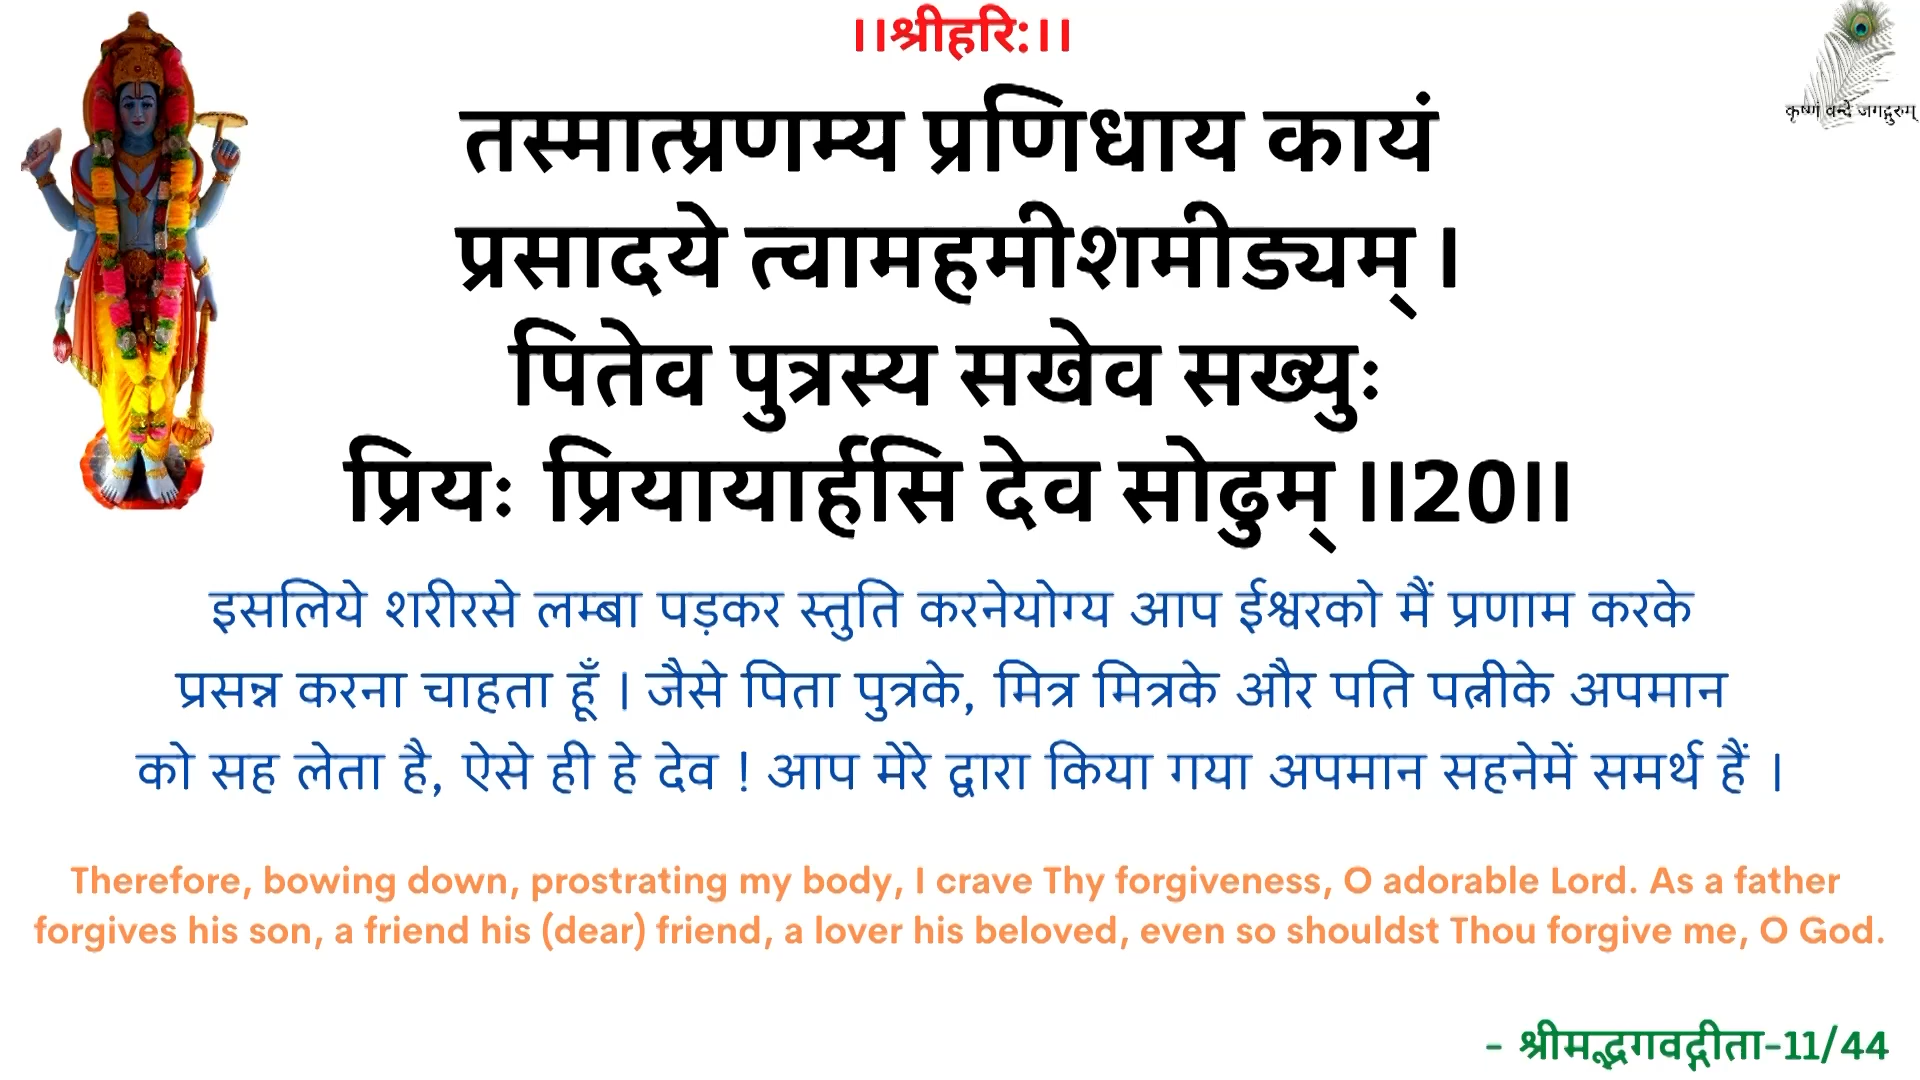 ।।श्रीहरि:।।
कृष्णं वन्दे जगद्गुरुम्
तस्मात्प्रणम्य प्रणिधाय कायं
प्रसादये त्वामहमीशमीड्यम् ।
पितेव पुत्रस्य सखेव सख्युः
प्रियः प्रियायार्हसि देव सोढुम् ।।20।।
इसलिये शरीरसे लम्बा पड़कर स्तुति करनेयोग्य आप ईश्वरको मैं प्रणाम करके
प्रसन्न करना चाहता हूँ । जैसे पिता पुत्रके, मित्र मित्रके और पति पत्नीके अपमान
को सह लेता है, ऐसे ही हे देव ! आप मेरे द्वारा किया गया अपमान सहनेमें समर्थ हैं ।
Therefore, bowing down, prostrating my body, I crave Thy forgiveness, O adorable Lord. As a father
forgives his son, a friend his (dear) friend, a lover his beloved, even so shouldst Thou forgive me, O God.
- श्रीमद्भगवद्गीता-11/44